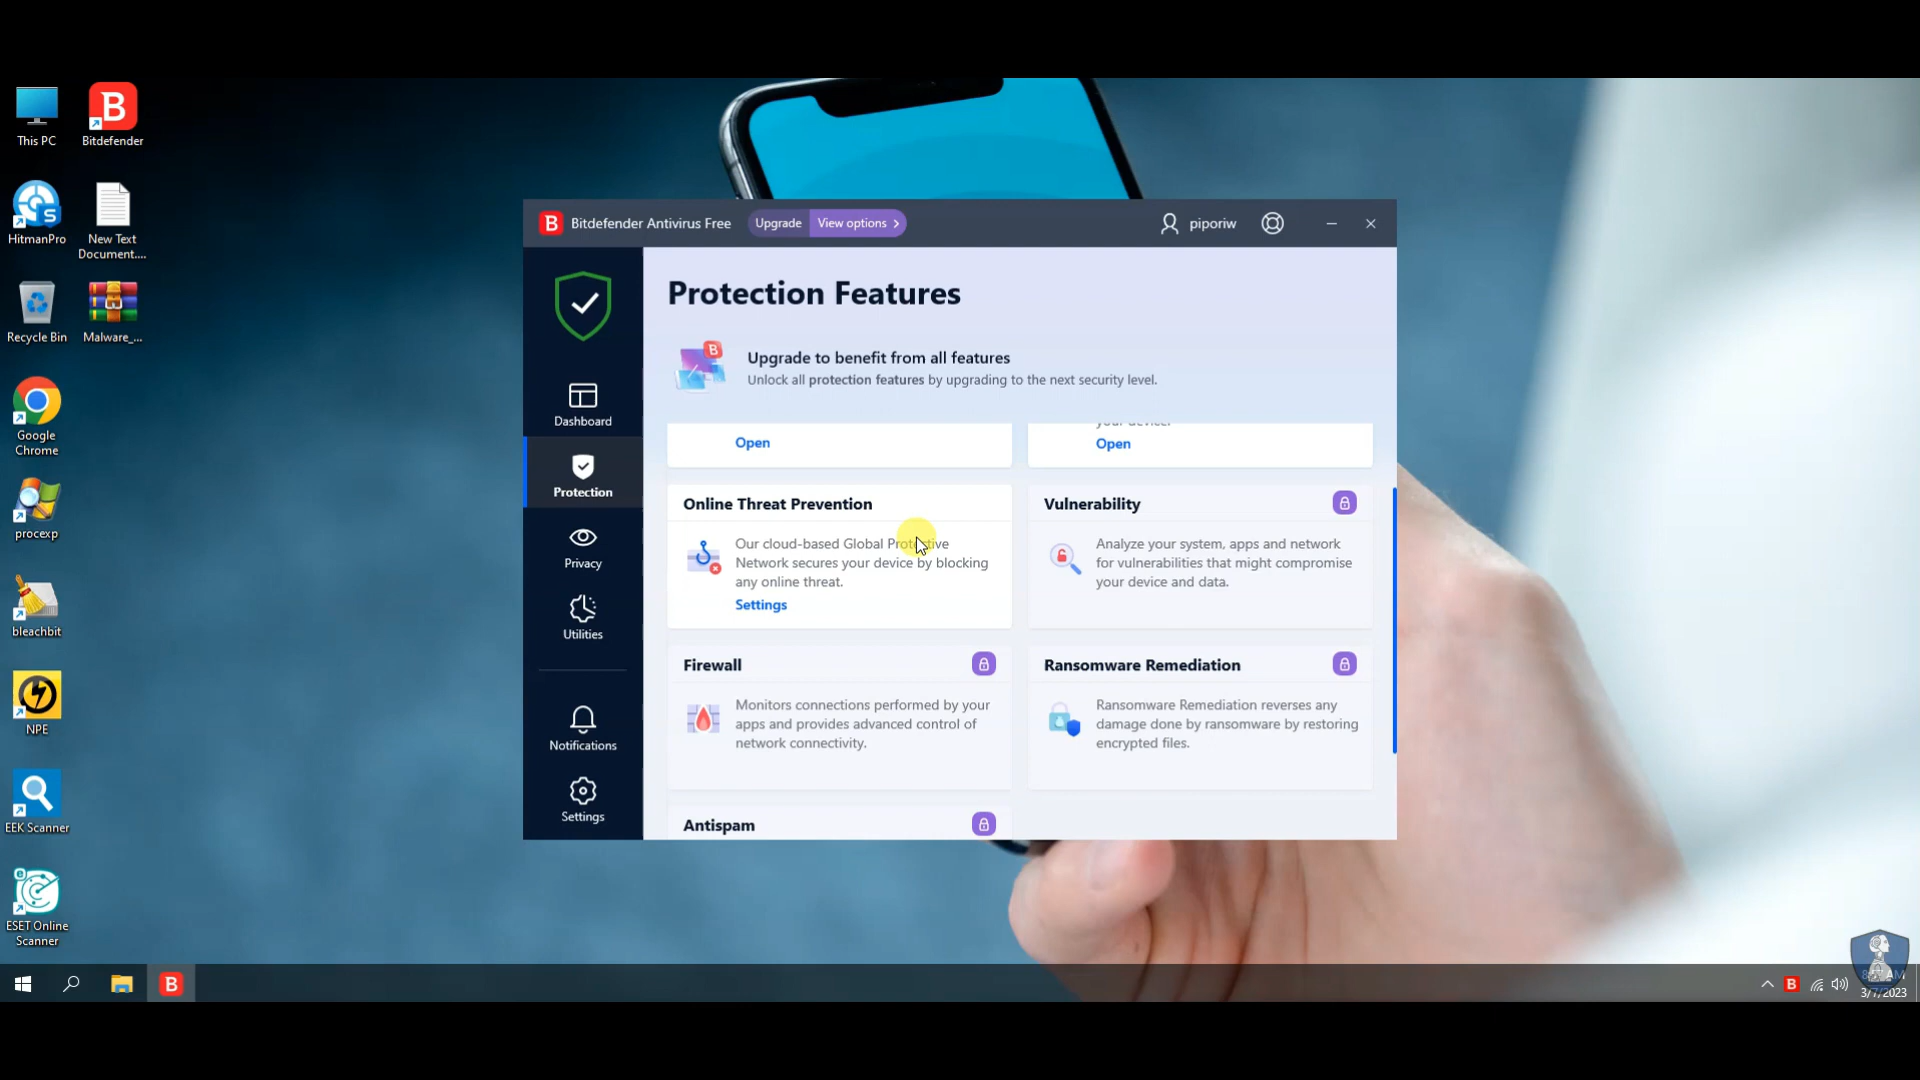 This PC
Bitdefender
HitmanPro
New Text
Document....
Recycle Bin
Malware_...
Google
Chrome
procexp
bleachbit
NPE
EEK Scanner
ESET Online
Scanner
Bitdefender Antivirus Free
Upgrade
View options
piporiw
Dashboard
Protection
Privacy
Utilities
Notifications
Settings
Protection Features
Upgrade to benefit from all features
Unlock all protection features by upgrading to the next security level.
Open
your device.
Open
Online Threat Prevention
Our cloud-based Global Protective
Network secures your device by blocking
any online threat.
Settings
Vulnerability
Analyze your system, apps and network
for vulnerabilities that might compromise
your device and data.
Firewall
Monitors connections performed by your
apps and provides advanced control of
network connectivity.
Ransomware Remediation
Ransomware Remediation reverses any
damage done by ransomware by restoring
encrypted files.
Antispam
AM
3/7/2023